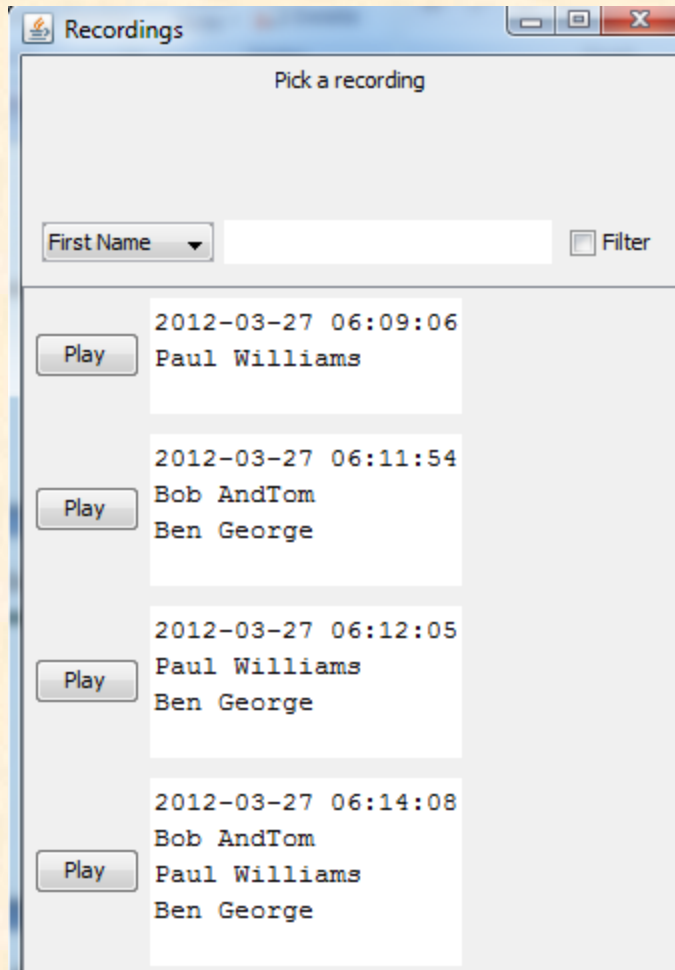 Recordings
Pick a recording
First Name
Filter
Play
2012-03-27 06:09:06
Paul Williams
Play
2012-03-27 06:11:54
Bob AndTom
Ben George
Play
2012-03-27 06:12:05
Paul Williams
Ben George
Play
2012-03-27 06:14:08
Bob AndTom
Paul Williams
Ben George